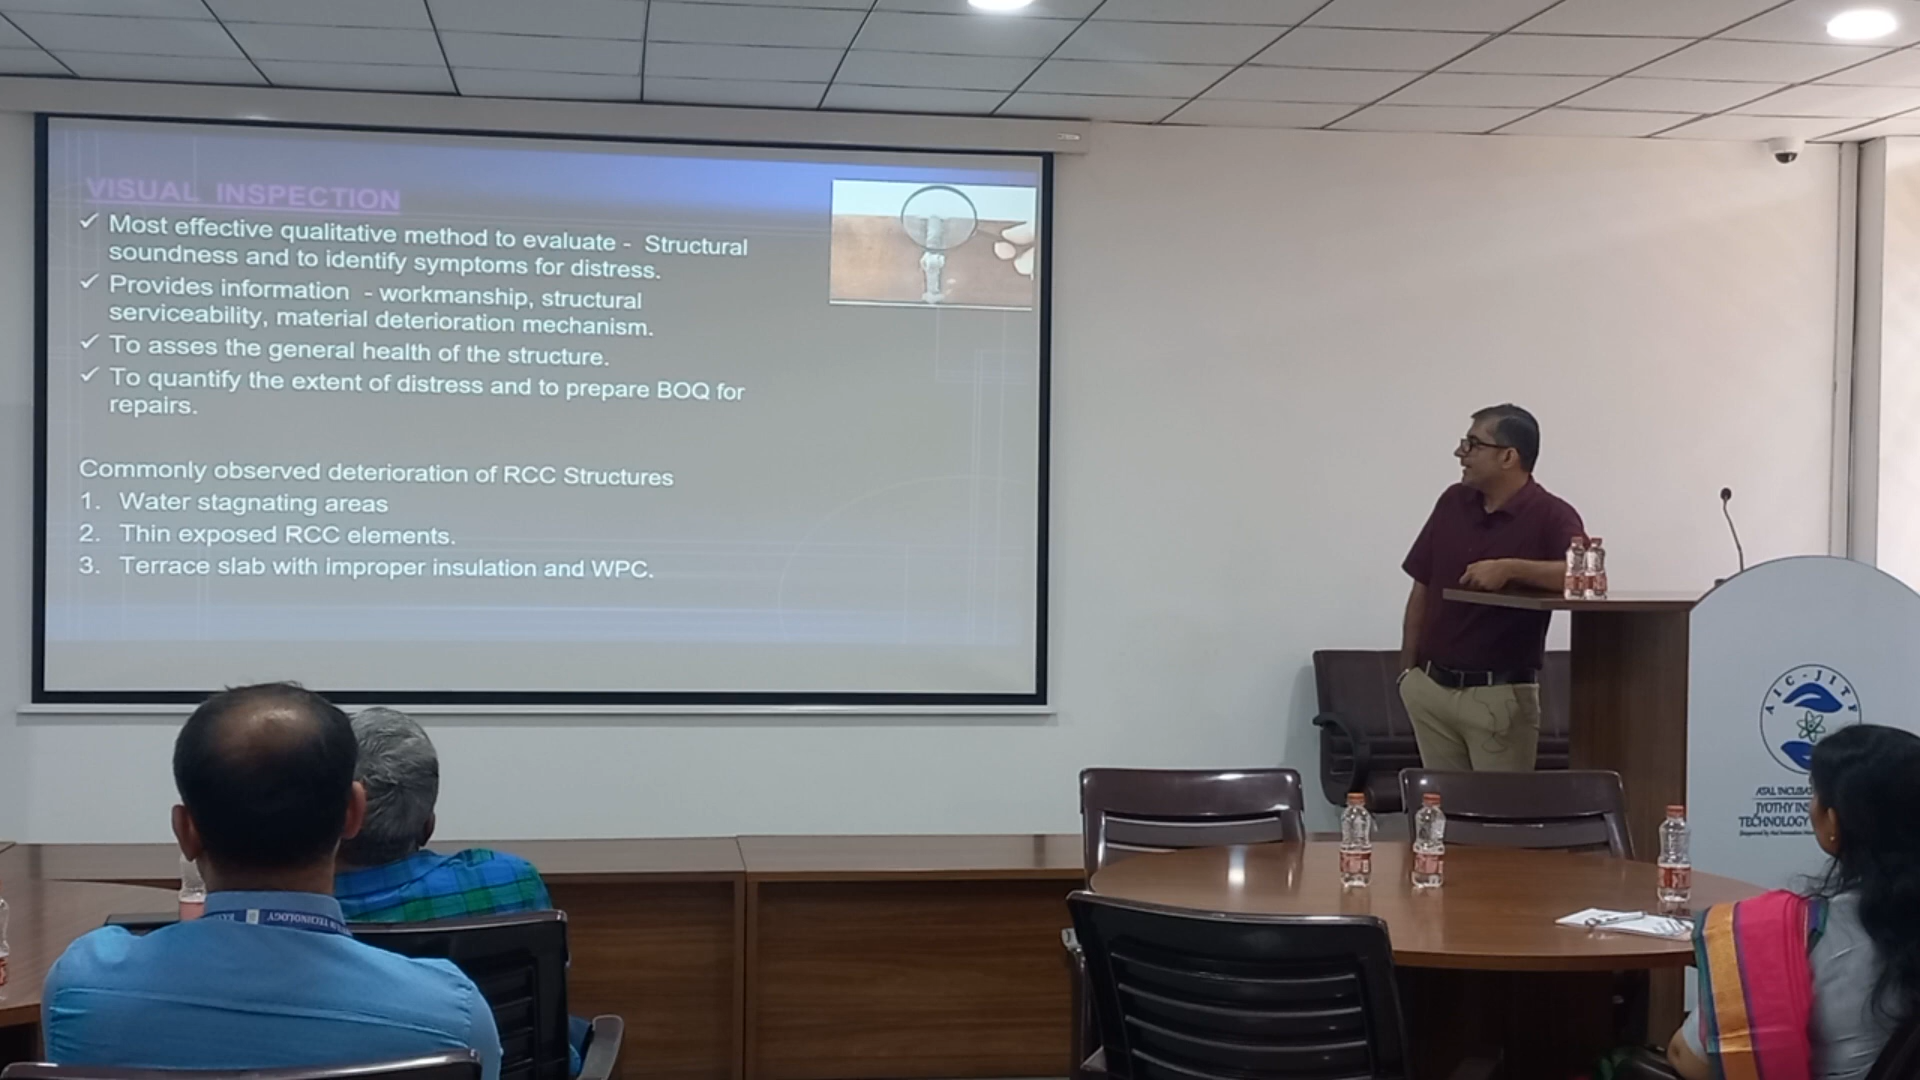 VISUAL INSPECTION
✓ Most effective qualitative method to evaluate - Structural
soundness and to identify symptoms for distress.
✓ Provides information - workmanship, structural
serviceability, material deterioration mechanism.
✓ To asses the general health of the structure.
✓ To quantify the extent of distress and to prepare BOQ for
repairs.
Commonly observed deterioration of RCC Structures
1. Water stagnating areas
2. Thin exposed RCC elements.
3. Terrace slab with improper insulation and WPC.
AIC-JITF
ATAL
JYOTHY
TECHNOLOGY
TECHNOLOGY